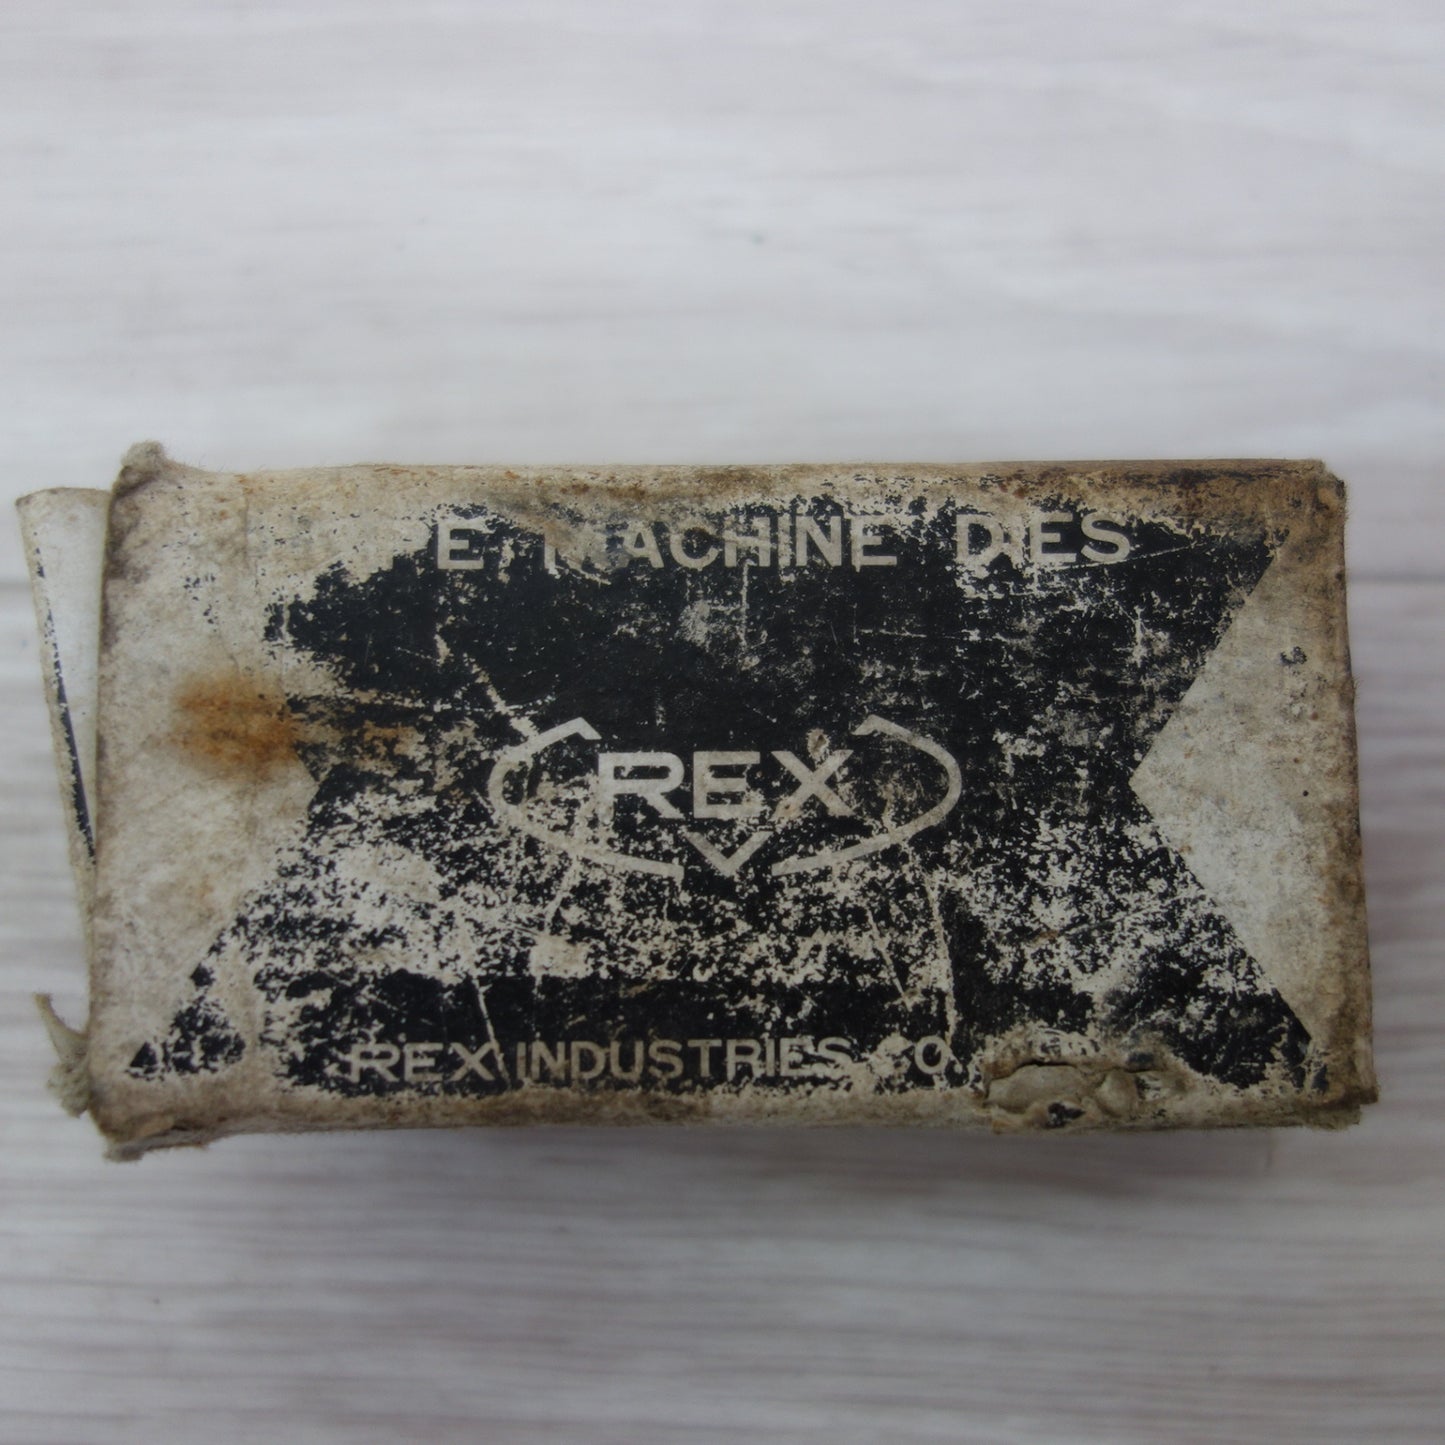 MACHINE DIES
REX
REX INDUSTRIES CO.